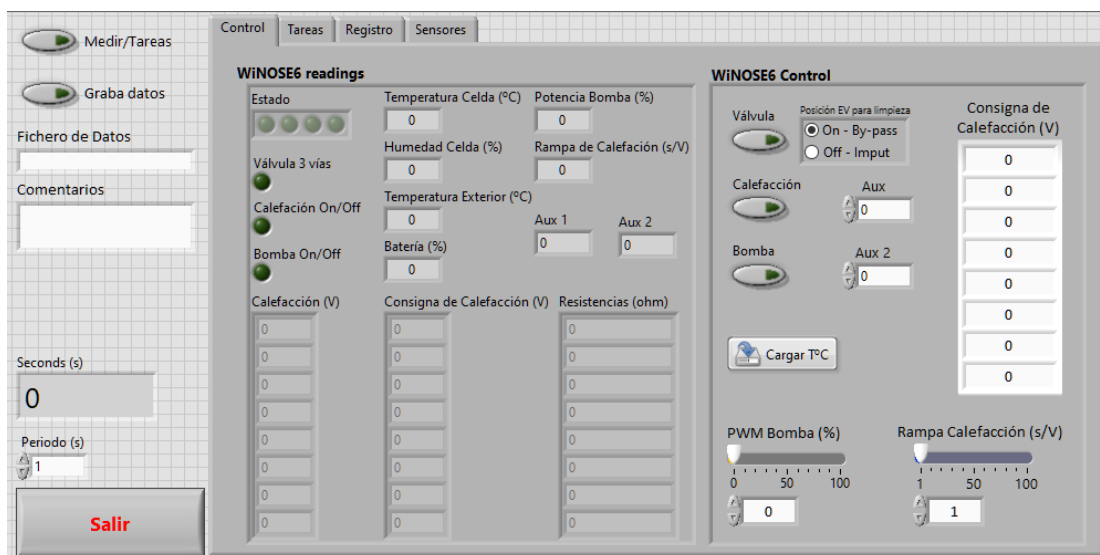 Medir/Tareas
Graba datos
Fichero de Datos
Comentarios
Seconds (s)
0
Periodo (s)
1
Salir
Control Tareas Registro Sensores
WiNOSE6 readings
Estado
Válvula 3 vías
Calefación On/Off
Bomba On/Off
Temperatura Celda (ºC)
0
Humedad Celda (%)
0
Temperatura Exterior (ºC)
0
Batería (%)
0
Potencia Bomba (%)
0
Rampa de Calefación (s/V)
0
Aux 1 Aux 2
0 0
Calefacción (V) Consigna de Calefacción (V) Resistencias (ohm)
0 0 0
0 0 0
0 0 0
0 0 0
0 0 0
0 0 0
0 0 0
0 0 0
WiNOSE6 Control
Válvula
Posición EV para limpieza
On - By-pass
Off - Imput
Calefacción
Aux
0
Bomba
Aux 2
0
Cargar TºC
Consigna de
Calefacción (V)
0
0
0
0
0
0
0
0
PWM Bomba (%)
0 50 100
0
Rampa Calefacción (s/V)
1 50 100
1